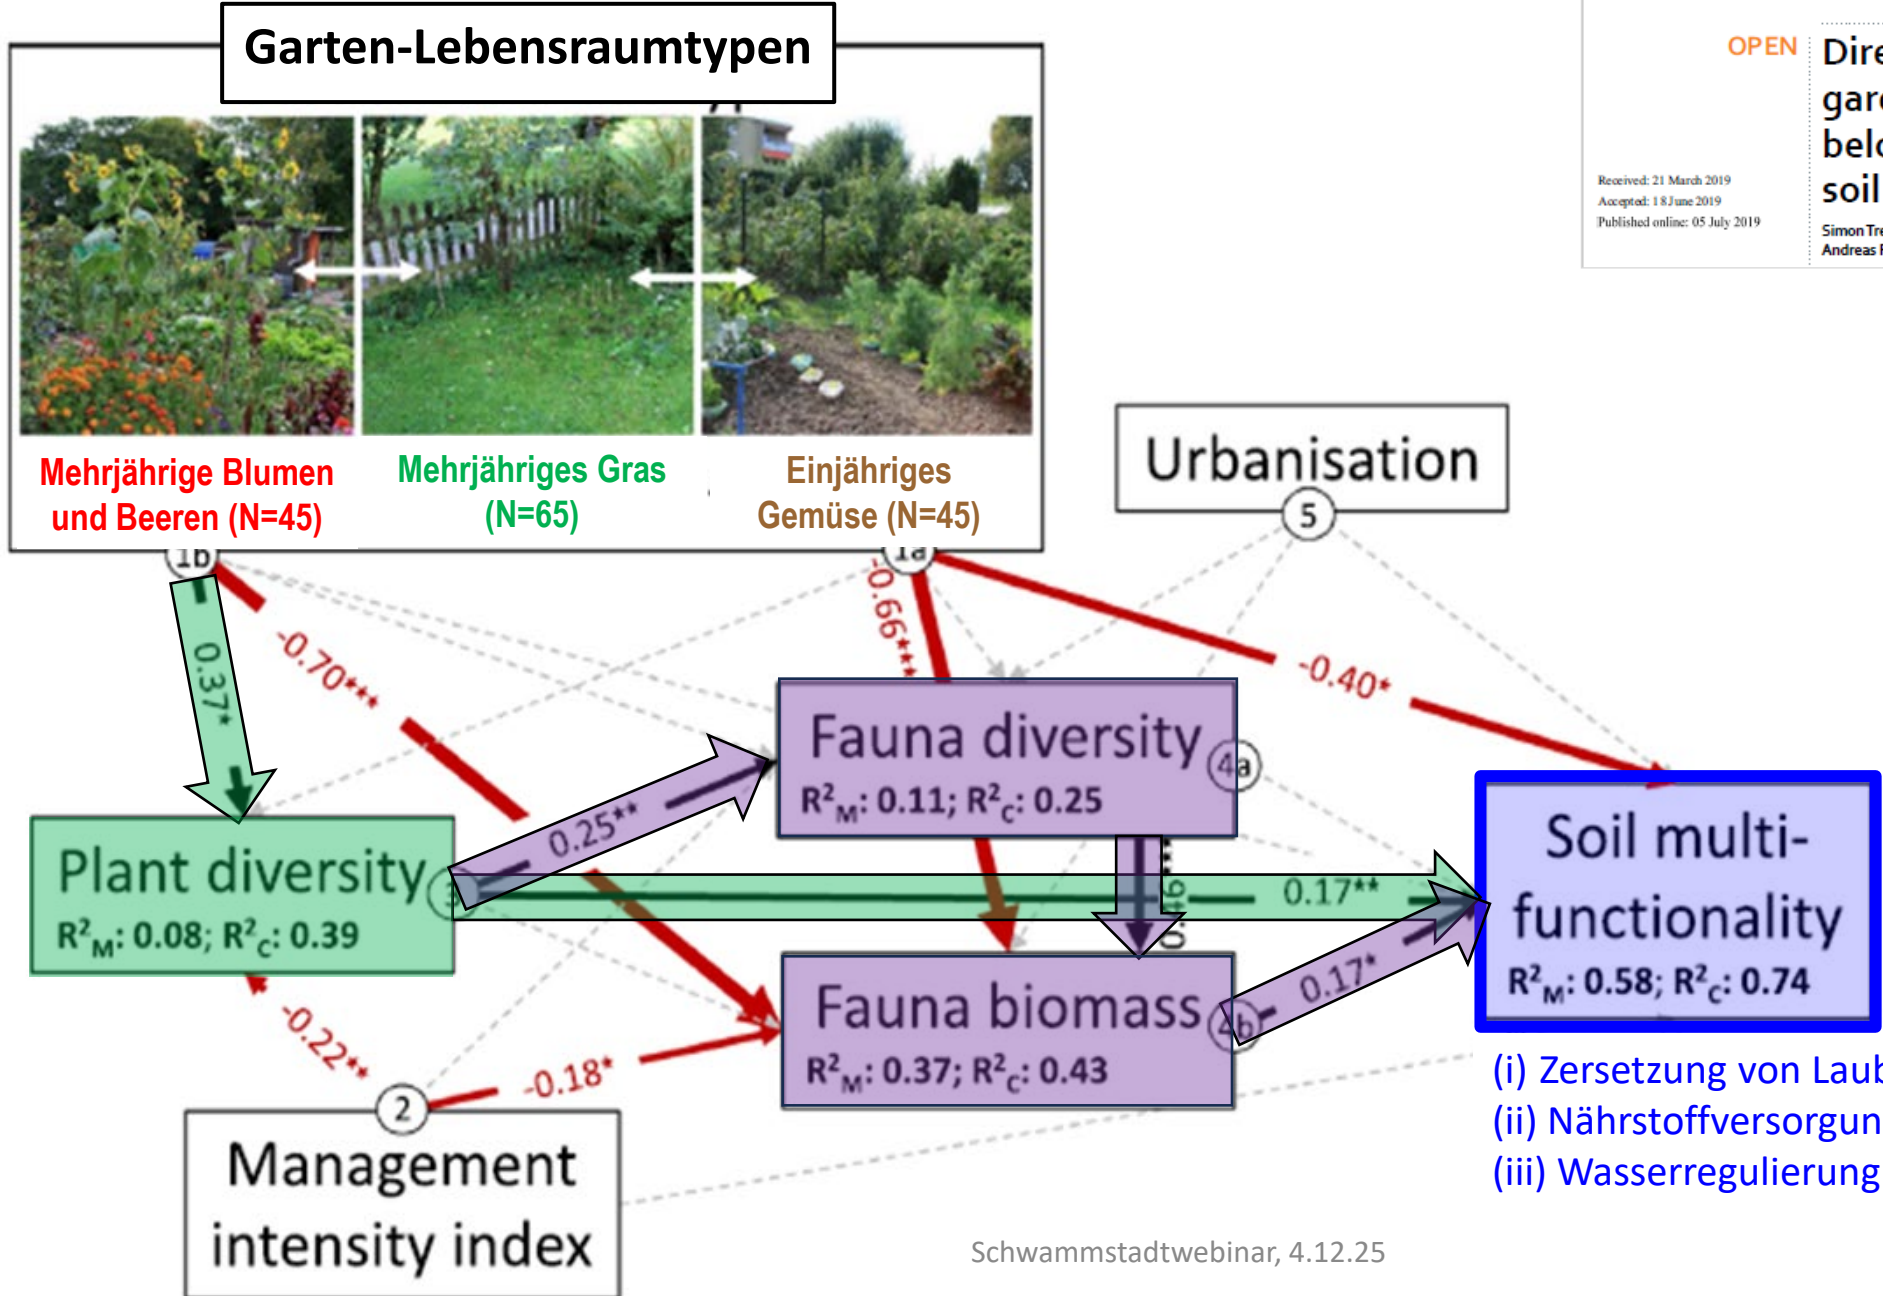 Garten-Lebensraumtypen
OPEN
Received: 21 March 2019
Accepted: 18 June 2019
Published online: 05 July 2019
soil
Andreas
Mehrjährige Blumen
und Beeren (N=45)
Mehrjähriges Gras
(N=65)
Einjähriges
Gemüse (N=45)
Urbanisation
5
1b
1a
0.37*
-0.70***
-0.66***
-0.40*
Fauna diversity
4a
R²M: 0.11; R²C: 0.25
0.25**
Plant diversity
3
R²M: 0.08; R²C: 0.39
0.17**
Soil multi-
functionality
R²M: 0.58; R²C: 0.74
Fauna biomass
4b
R²M: 0.37; R²C: 0.43
0.17*
-0.22**
-0.18*
2
Management
intensity index
(i) Zersetzung von
(ii)
(iii) Wasserregulierung
Schwammstadtwebinar, 4.12.25